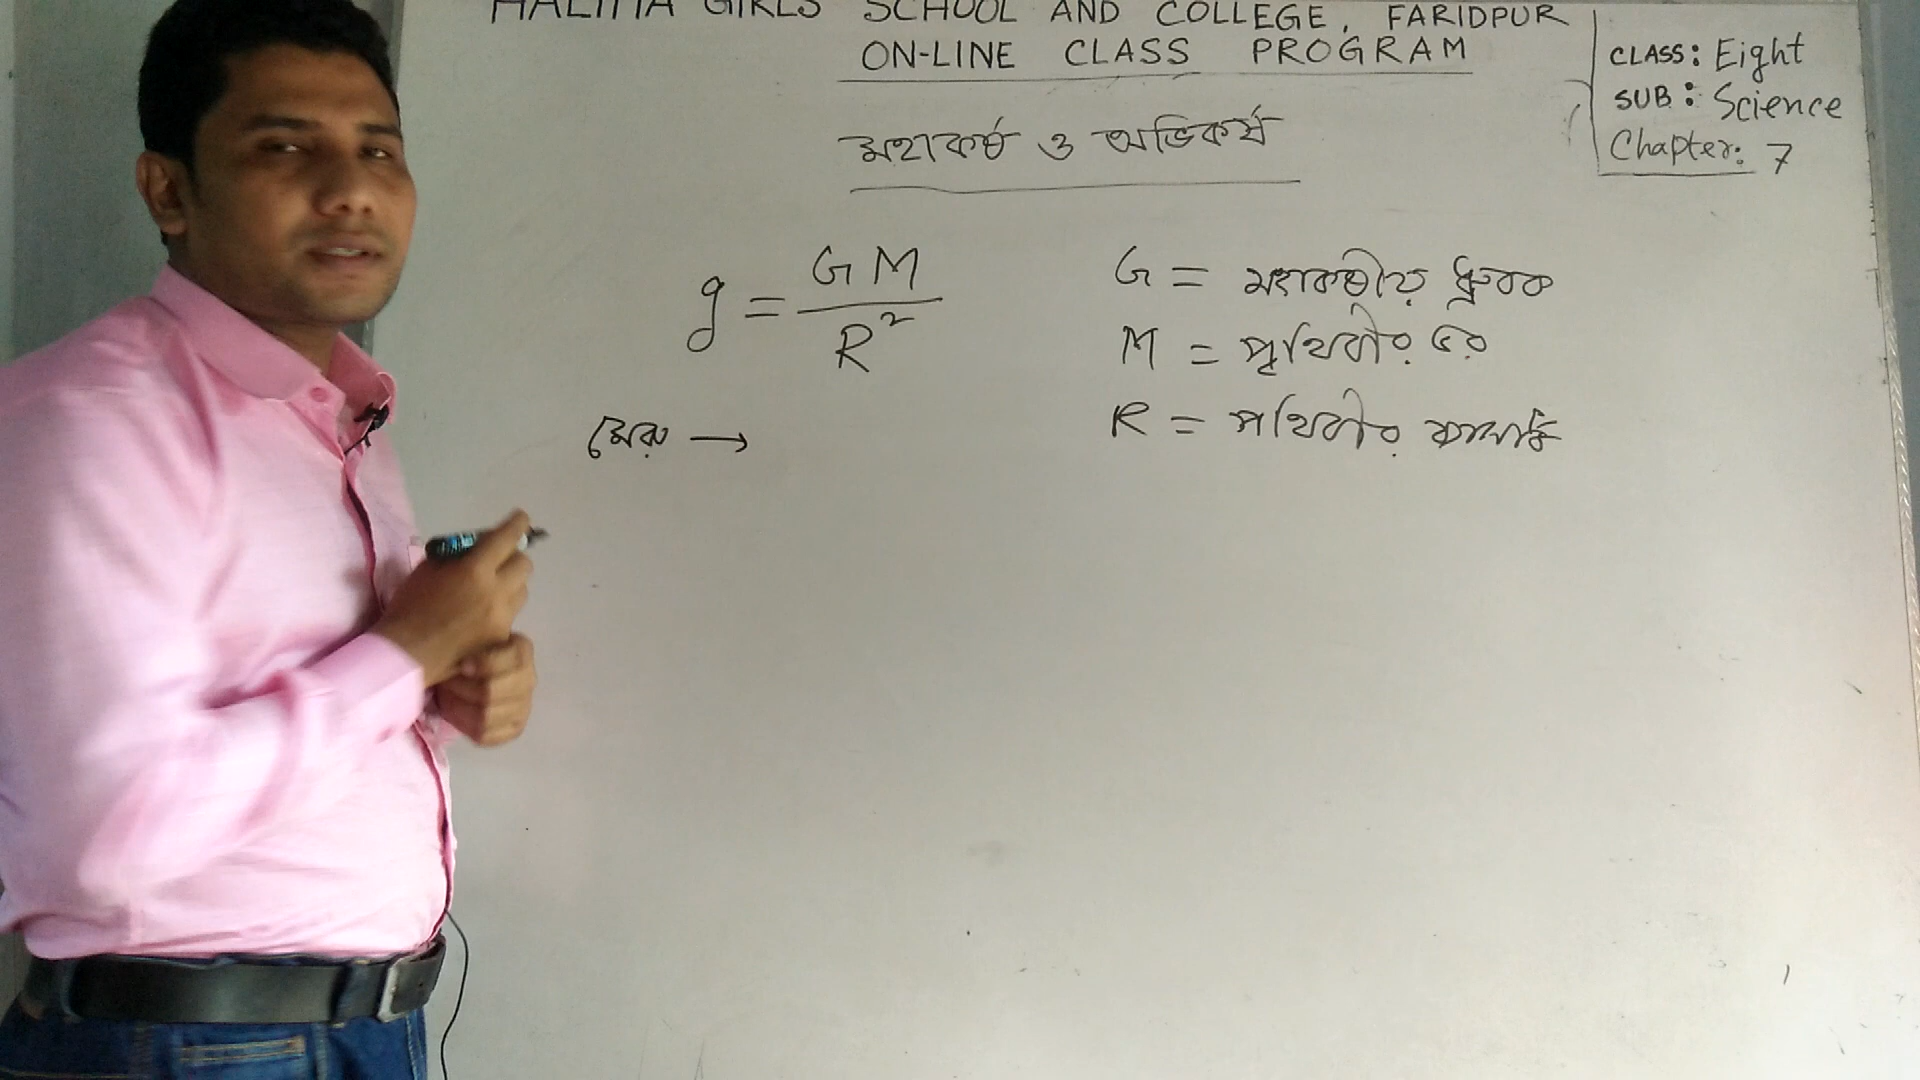 HALIMA GIRLS SCHOOL AND COLLEGE, FARIDPUR
ON-LINE CLASS PROGRAM
CLASS: Eight
SUB: Science
Chapter: 7
মহাকর্ষ ও অভিকর্ষ
g = GM / R²
G = মহাকর্ষীয় ধ্রুবক
M = পৃথিবীর ভর
R = পৃথিবীর ব্যাসার্ধ
মেরু →